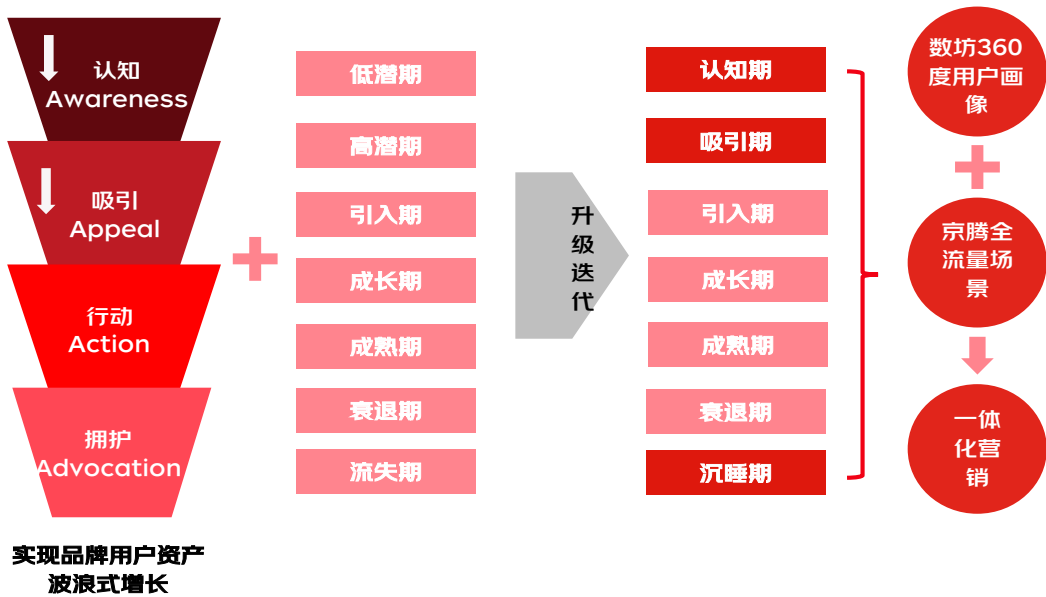 认知
Awareness
吸引
Appeal
行动
Action
拥护
Advocation
实现品牌用户资产
波浪式增长
低潜期
高潜期
引入期
成长期
成熟期
衰退期
流失期
升
级
迭
代
认知期
吸引期
引入期
成长期
成熟期
衰退期
沉睡期
数坊360
度用户画
像
京腾全
流量场
景
一体
化营
销